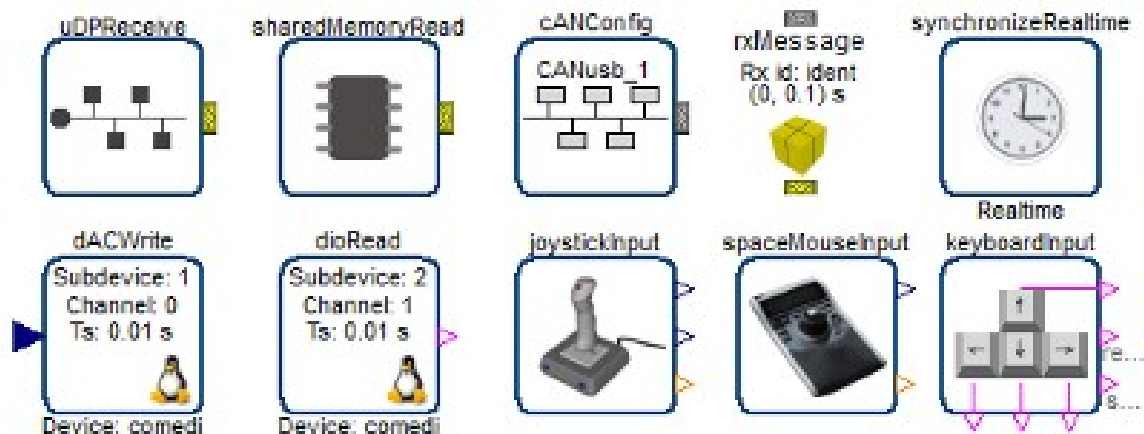 uDPReceive
sharedMemoryRead
cANConfig
CANusb_1
rxMessage
Rx id: ident
(0, 0.1) s
synchronizeRealtime
Realtime
dACWrite
Subdevice: 1
Channel: 0
Ts: 0.01 s
Device: comedi
dioRead
Subdevice: 2
Channel: 1
Ts: 0.01 s
Device: comedi
joystickInput
spaceMouseInput
keyboardInput
re...
s....